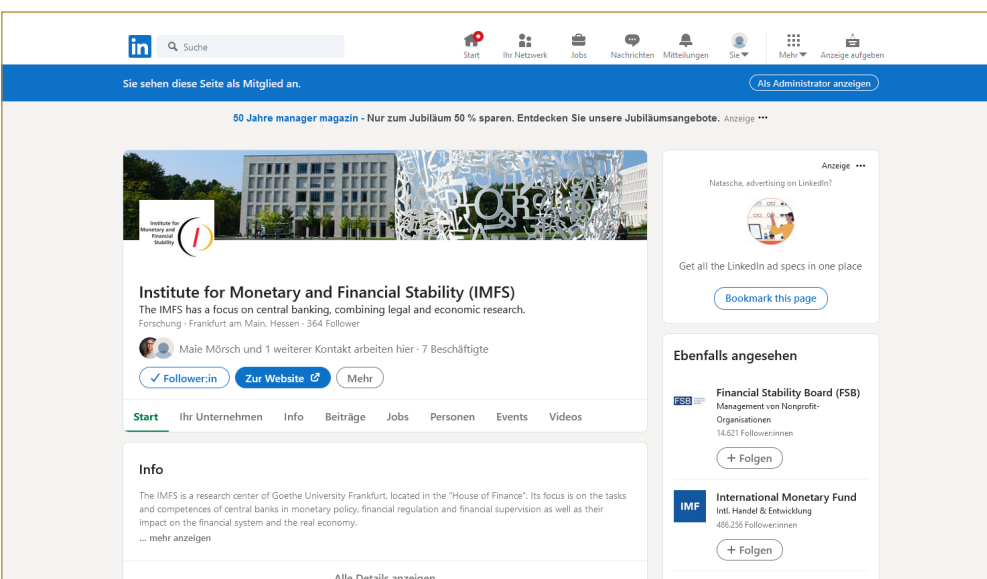 in
Suche
Start
Ihr Netzwerk
Jobs
Nachrichten
Mitteilungen
Sie
Mehr
Anzeige aufgeben
Sie sehen diese Seite als Mitglied an.
Als Administrator anzeigen
50 Jahre manager magazin - Nur zum Jubiläum 50 % sparen. Entdecken Sie unsere Jubiläumsangebote. Anzeige •••
Institute for
Monetary and
Financial
Stability
Institute for Monetary and Financial Stability (IMFS)
The IMFS has a focus on central banking, combining legal and economic research.
Forschung · Frankfurt am Main, Hessen · 364 Follower
Maie Mörsch und 1 weiterer Kontakt arbeiten hier · 7 Beschäftigte
✓ Follower:in
Zur Website
Mehr
Start
Ihr Unternehmen
Info
Beiträge
Jobs
Personen
Events
Videos
Info
The IMFS is a research center of Goethe University Frankfurt, located in the "House of Finance". Its focus is on the tasks
and competences of central banks in monetary policy, financial regulation and financial supervision as well as their
impact on the financial system and the real economy.
... mehr anzeigen
Alle Details anzeigen
Anzeige •••
Natascha, advertising on LinkedIn?
Get all the LinkedIn ad specs in one place
Bookmark this page
Ebenfalls angesehen
FSB
Financial Stability Board (FSB)
Management von Nonprofit-
Organisationen
14.621 Follower:innen
+ Folgen
IMF
International Monetary Fund
Intl. Handel & Entwicklung
486.256 Follower:innen
+ Folgen